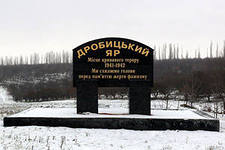 ДРОБИЦЬКИЙ
ЯР
Місце кривавого терору
1941-1942
Ми схиляємо голови
перед пам'яттю жертв фашизму